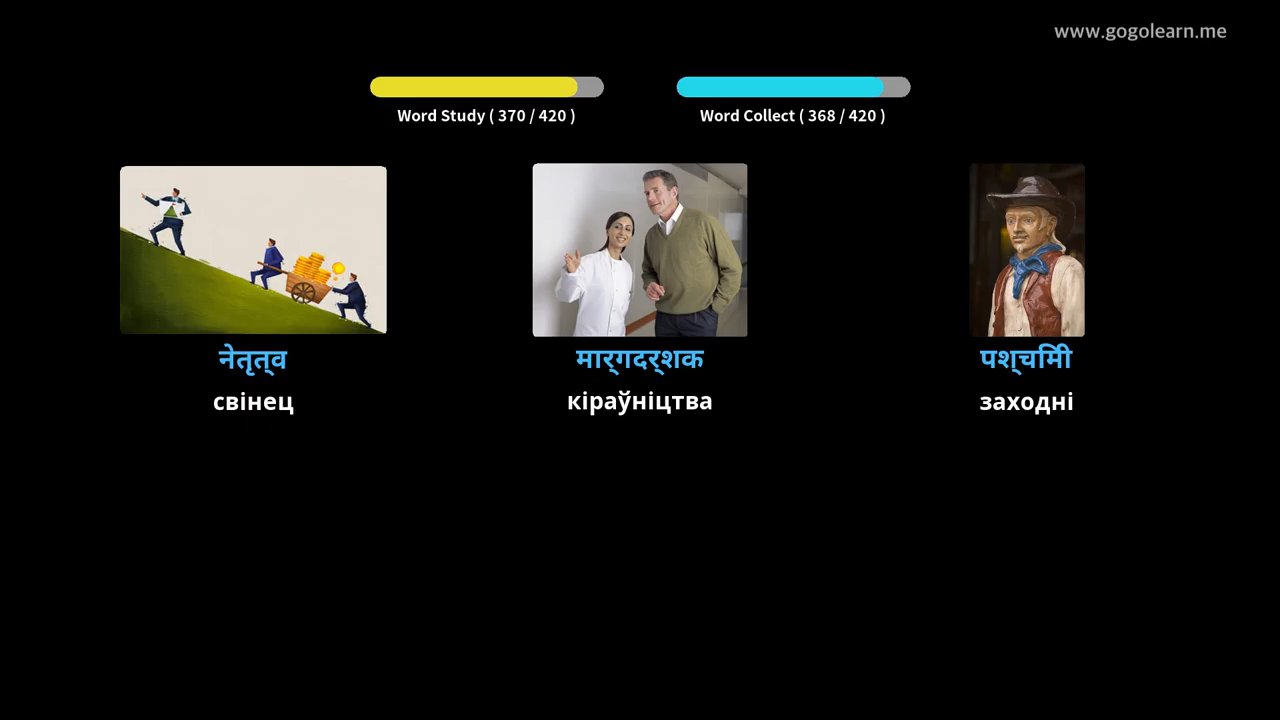 www.gogolearn.me
Word Study ( 370 / 420 )
Word Collect ( 368 / 420 )
नेतृत्व
मार्गदर्शक
पश्चिमी
свінец
кіраўніцтва
заходні